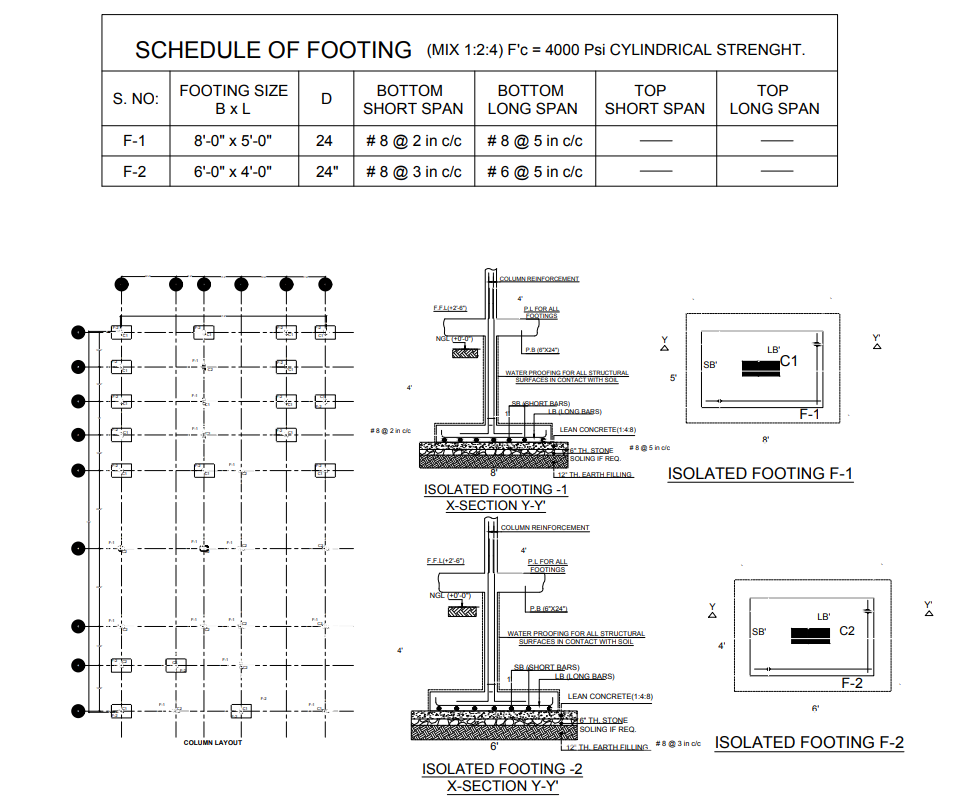 SCHEDULE OF FOOTING (MIX 1:2:4) F'c = 4000 Psi CYLINDRICAL STRENGHT.
S. NO: FOOTING SIZE B x L D BOTTOM SHORT SPAN BOTTOM LONG SPAN TOP SHORT SPAN TOP LONG SPAN
F-1 8'-0" x 5'-0" 24 # 8 @ 2 in c/c # 8 @ 5 in c/c
F-2 6'-0" x 4'-0" 24" # 8 @ 3 in c/c # 6 @ 5 in c/c
COLUMN LAYOUT
COLUMN REINFORCEMENT
4'
F.F.L(+2'-6")
P.L FOR ALL
FOOTINGS
NGL (+0'-0")
P.B (6"X24")
WATER PROOFING FOR ALL STRUCTURAL
SURFACES IN CONTACT WITH SOIL
4'
SB (SHORT BARS)
LB (LONG BARS)
# 8 @ 2 in c/c
LEAN CONCRETE(1:4:8)
6" TH. STONE
SOLING IF REQ.
# 8 @ 5 in c/c
8'
12" TH. EARTH FILLING
ISOLATED FOOTING -1
X-SECTION Y-Y'
Y
Y'
LB'
C1
SB'
5'
F-1
8'
ISOLATED FOOTING F-1
COLUMN REINFORCEMENT
4'
F.F.L(+2'-6")
P.L FOR ALL
FOOTINGS
NGL (+0'-0")
P.B (6"X24")
WATER PROOFING FOR ALL STRUCTURAL
SURFACES IN CONTACT WITH SOIL
4'
SB (SHORT BARS)
LB (LONG BARS)
LEAN CONCRETE(1:4:8)
6" TH. STONE
SOLING IF REQ.
6'
12" TH. EARTH FILLING
# 8 @ 3 in c/c
ISOLATED FOOTING -2
X-SECTION Y-Y'
Y
Y'
LB'
SB'
C2
4'
F-2
6'
ISOLATED FOOTING F-2